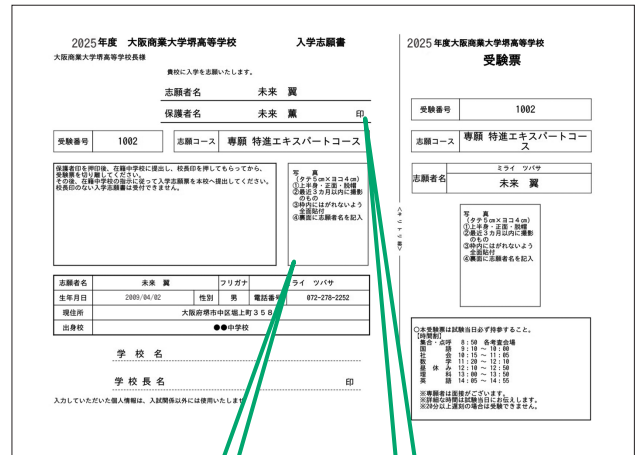 2025年度 大阪商業大学堺高等学校 入学志願書
大阪商業大学堺高等学校長様
貴校に入学を志願いたします。
志願者名 未来 翼
保護者名 未来 薫 印
受験番号 1002 志願コース 専願 特進エキスパートコース
保護者印を押印後、在籍中学校に提出し、校長印を押してもらってから、
受験票を切り離してください。
その後、在籍中学校の指示に従って入学志願票を本校へ提出してください。
校長印のない入学志願書は受付できません。
写 真
(タテ5㎝×ヨコ4㎝)
①上半身・正面・脱帽
②最近3カ月以内に撮影
のもの
③枠内にはがれないよう
全面貼付
④裏面に志願者名を記入
志願者名 未来 翼 フリガナ ライ ツバサ
生年月日 2009/04/02 性別 男 電話番号 072-278-2252
現住所 大阪府堺市中区堀上町358
出身校 ●●中学校
学 校 名
学 校 長 名 印
入力していただいた個人情報は、入試関係以外には使用いたしま
<キリトリ線>
2025年度大阪商業大学堺高等学校
受験票
受験番号 1002
志願コース 専願 特進エキスパートコー
ス
志願者名 ミライ ツバサ
未来 翼
写 真
(タテ5㎝×ヨコ4㎝)
①上半身・正面・脱帽
②最近3カ月以内に撮影
のもの
③枠内にはがれないよう
全面貼付
④裏面に志願者名を記入
○本受験票は試験当日必ず持参すること。
【時間割】
集合・点呼 8:50 各考査会場
国 語 9:10 ～ 10:00
社 会 10:15 ～ 11:05
数 学 11:20 ～ 12:10
昼 休 み 12:10 ～ 12:50
理 科 13:00 ～ 13:50
英 語 14:05 ～ 14:55
※専願者は面接がございます。
※詳細な時間は試験当日にお伝えします。
※20分以上遅刻の場合は受験できません。